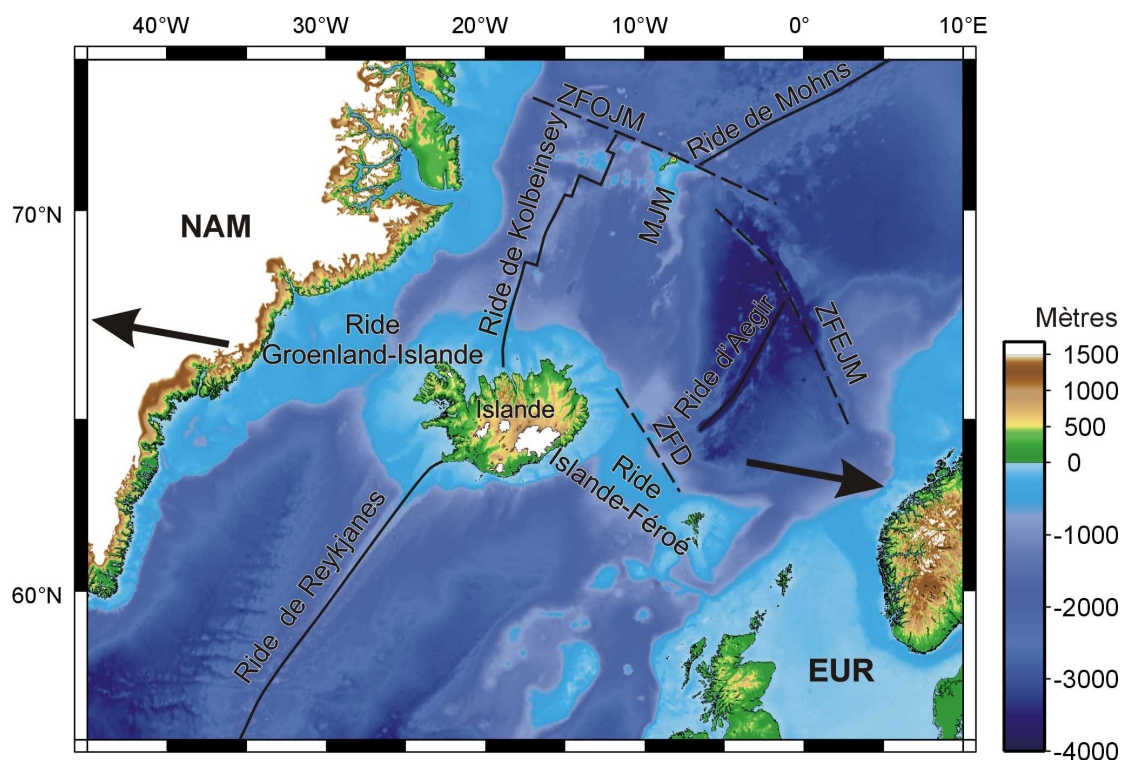 40°W
30°W
20°W
10°W
0°
10°E
70°N
60°N
NAM
EUR
ZFOJM
Ride de Mohns
Ride de Kolbeinsey
MJM
Ride
Groenland-Islande
Islande
Ride d'Aegir
ZFEJM
ZFD
Ride
Islande-Féroé
Ride de Reykjanes
Mètres
1500
1000
500
0
-1000
-2000
-3000
-4000